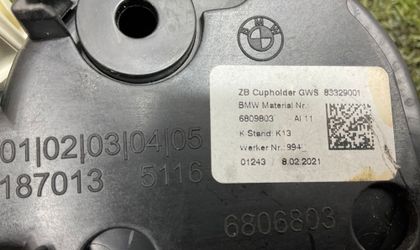 BMW
ZB Cupholder GWS 83329001
BMW Material Nr.
6809803 AI 11
K Stand: K13
Werker Nr.: 994
01243 / 8.02.2021
01|02|03|04|05
187013 5116
6806803